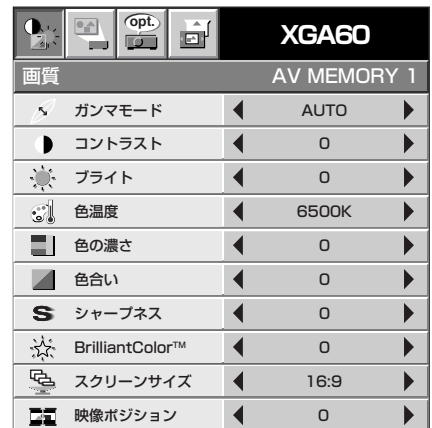 opt.
XGA60
画質 AV MEMORY 1
ガンマモード AUTO
コントラスト 0
ブライト 0
色温度 6500K
色の濃さ 0
色合い 0
S シャープネス 0
BrilliantColor™ 0
スクリーンサイズ 16:9
映像ポジション 0